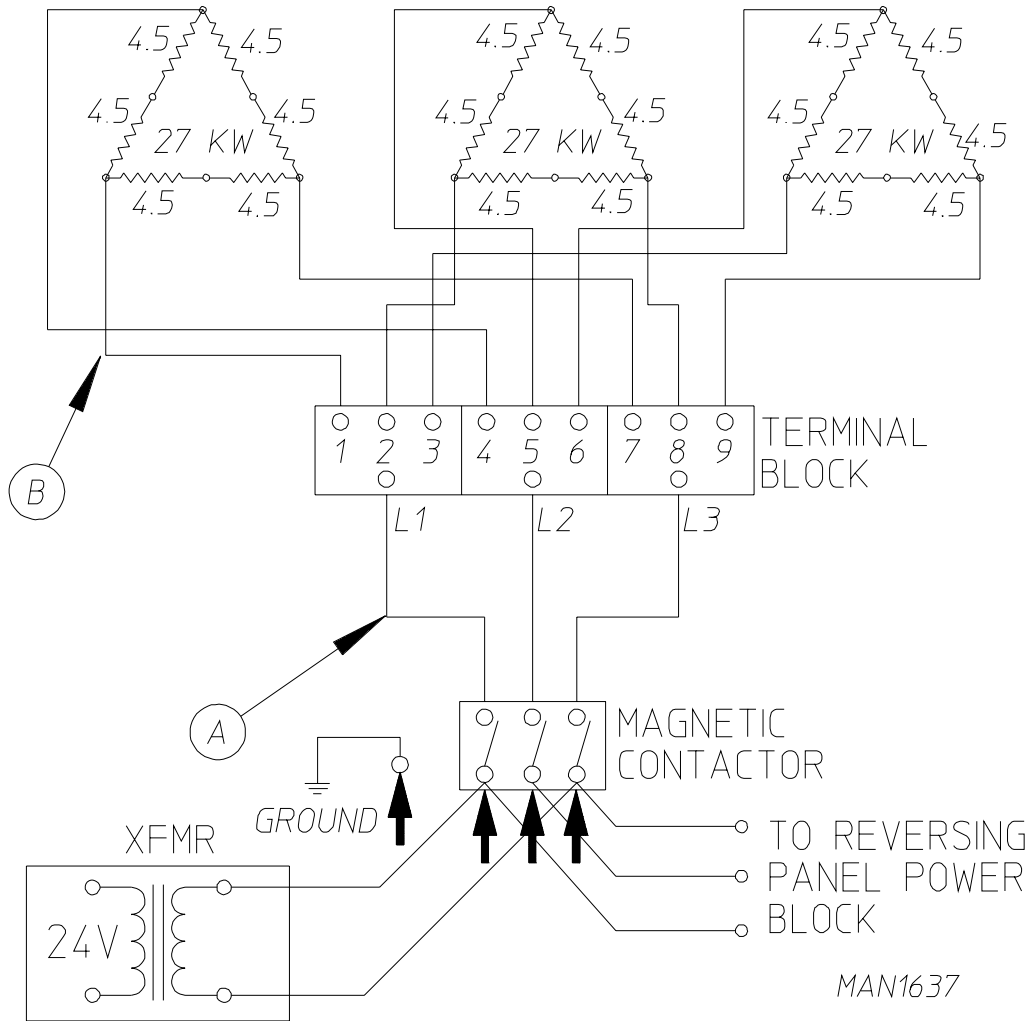 4.5 4.5 4.5 4.5 4.5 4.5
4.5 4.5 4.5 4.5 4.5 4.5
27 KW 27 KW 27 KW
4.5 4.5 4.5 4.5 4.5 4.5
1 2 3 4 5 6 7 8 9
TERMINAL
BLOCK
B
L1 L2 L3
A
MAGNETIC
CONTACTOR
GROUND
XFMR
24V
TO REVERSING
PANEL POWER
BLOCK
MAN1637